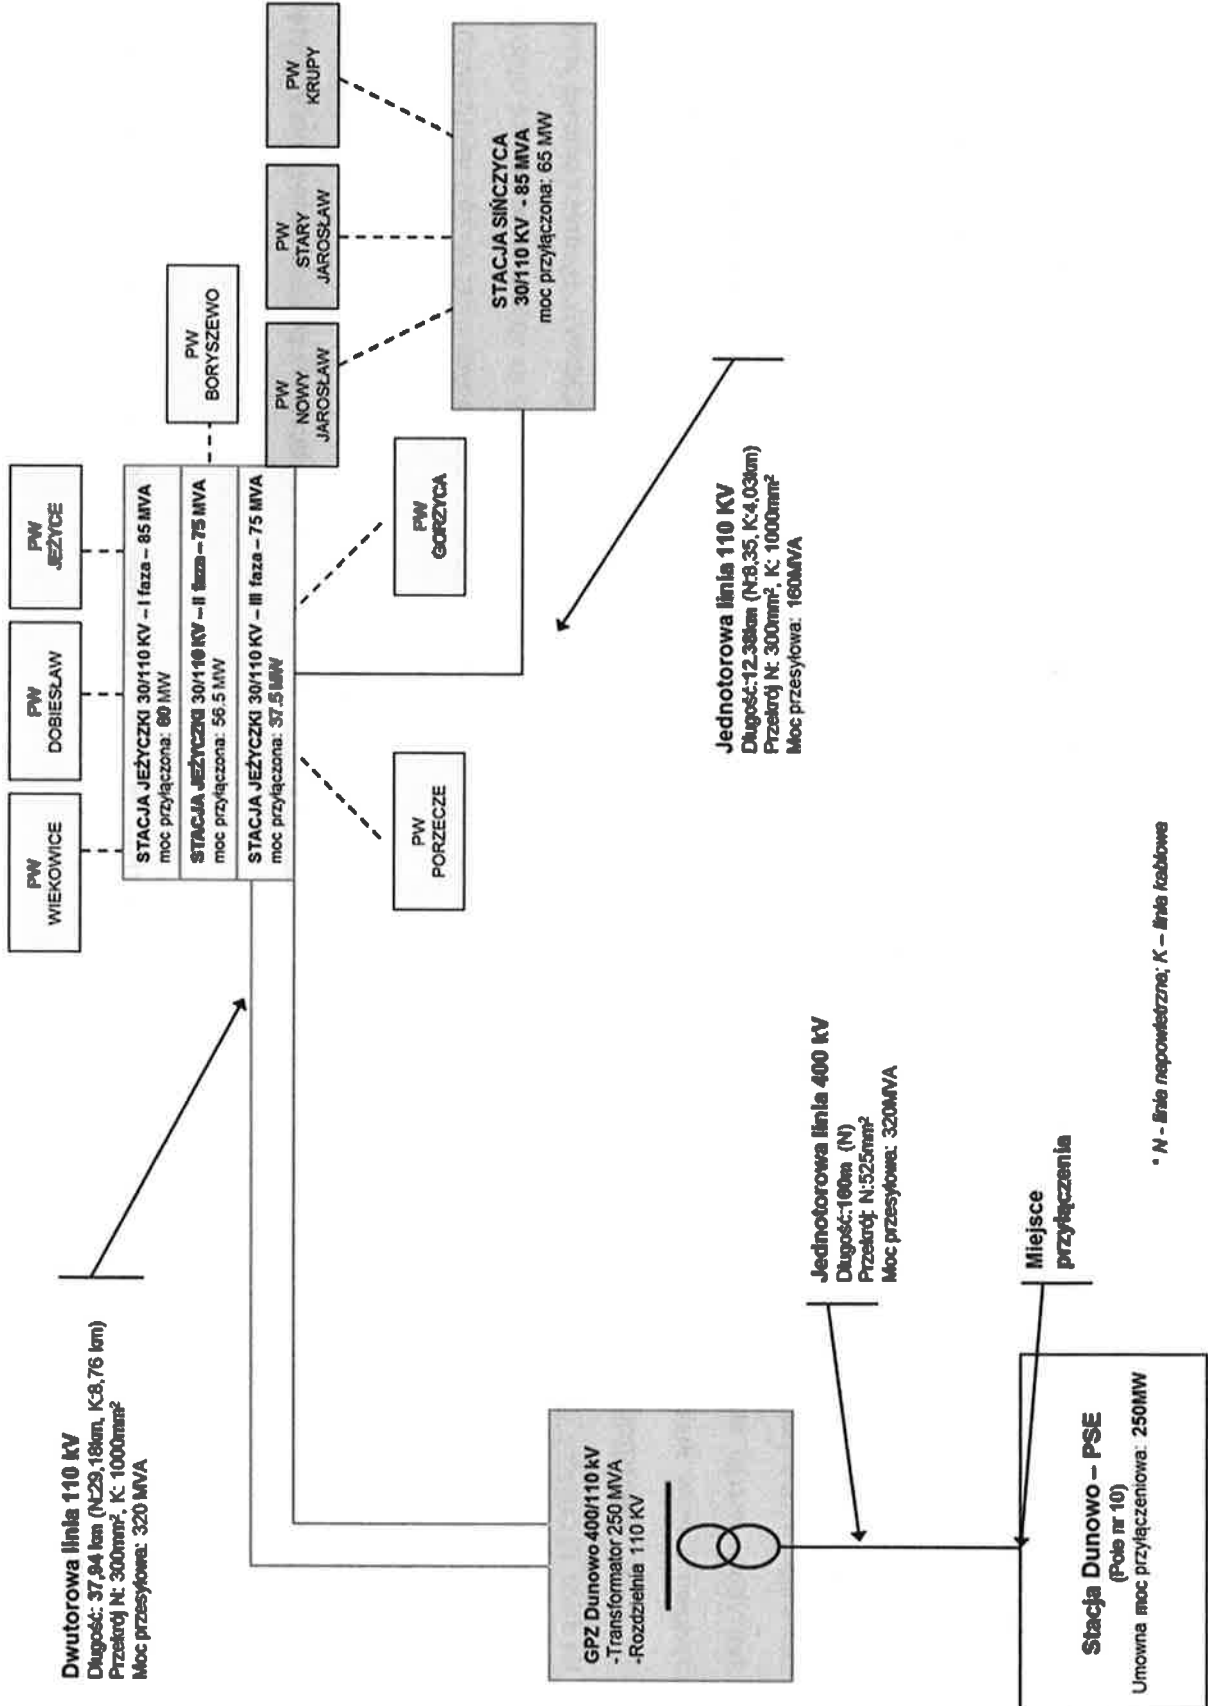 Dwutorowa linia 110 kV
Długość: 37,94 km (N:29,18km, K:8,76 km)
Przekrój N: 300mm², K: 1000mm²
Moc przesyłowa: 320 MVA
PW
WIEKOWICE
PW
DOBIESŁAW
PW
JEŻYCE
STACJA JEŻYCZKI 30/110 KV – I faza – 85 MVA
moc przyłączona: 60 MW
STACJA JEŻYCZKI 30/110 KV – II faza – 75 MVA
moc przyłączona: 56,5 MW
STACJA JEŻYCZKI 30/110 KV – III faza – 75 MVA
moc przyłączona: 37,5 MW
PW
BORYSZEWO
PW
NOWY
JAROSŁAW
PW
STARY
JAROSŁAW
PW
KRUPY
PW
PORZECZE
PW
GORZYCA
STACJA SIŃCZYCA
30/110 KV - 85 MVA
moc przyłączona: 65 MW
GPZ Dunowo 400/110kV
-Transformator 250 MVA
-Rozdzielnia 110 KV
Jednotorowa linia 110 KV
Długość:12,38km (N:8,35, K:4,03km)
Przekrój N: 300mm², K: 1000mm²
Moc przesyłowa: 160MVA
Jednotorowa linia 400 kV
Długość:160m (N)
Przekrój: N:525mm²
Moc przesyłowa: 320MVA
Miejsce
przyłączenia
Stacja Dunowo – PSE
(Pole nr 10)
Umowna moc przyłączeniowa: 250MW
* N - linia napowietrzna; K – linia kablowa